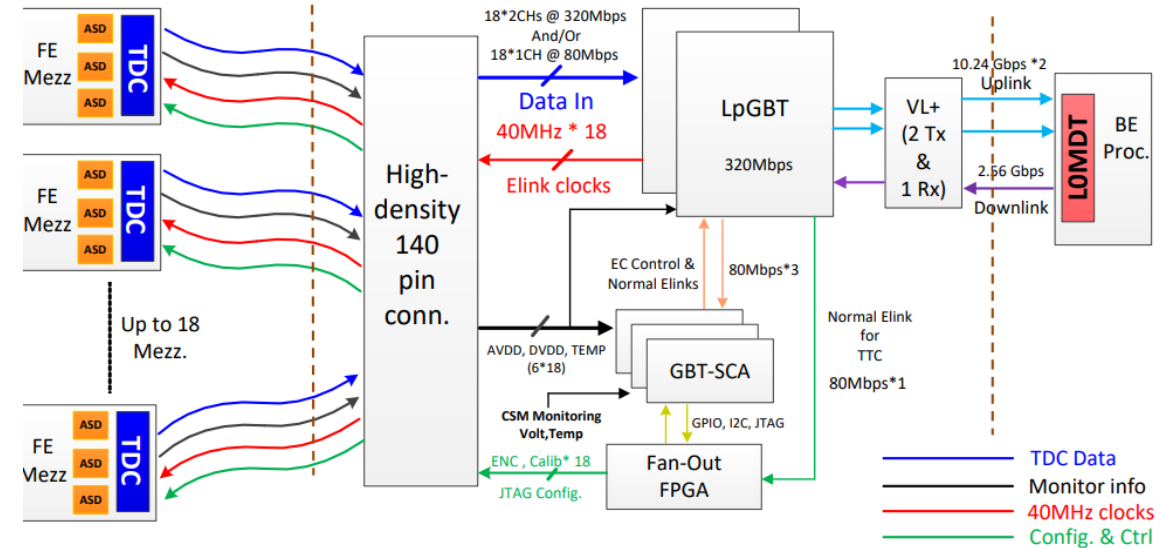 FE
Mezz
ASD
ASD
ASD
TDC
FE
Mezz
ASD
ASD
ASD
TDC
Up to 18
Mezz.
FE
Mezz
ASD
ASD
ASD
TDC
High-
density
140
pin
conn.
18*2CHs @ 320Mbps
And/Or
18*1CH @ 80Mbps
Data In
40MHz * 18
Elink clocks
LpGBT
320Mbps
VL+
(2 Tx
&
1 Rx)
10.24 Gbps *2
Uplink
2.56 Gbps
Downlink
L0MDT
BE
Proc.
EC Control &
Normal Elinks
80Mbps*3
Normal Elink
for
TTC
80Mbps*1
AVDD, DVDD, TEMP
(6*18)
GBT-SCA
CSM Monitoring
Volt,Temp
GPIO, I2C, JTAG
ENC , Calib* 18
JTAG Config.
Fan-Out
FPGA
TDC Data
Monitor info
40MHz clocks
Config. & Ctrl